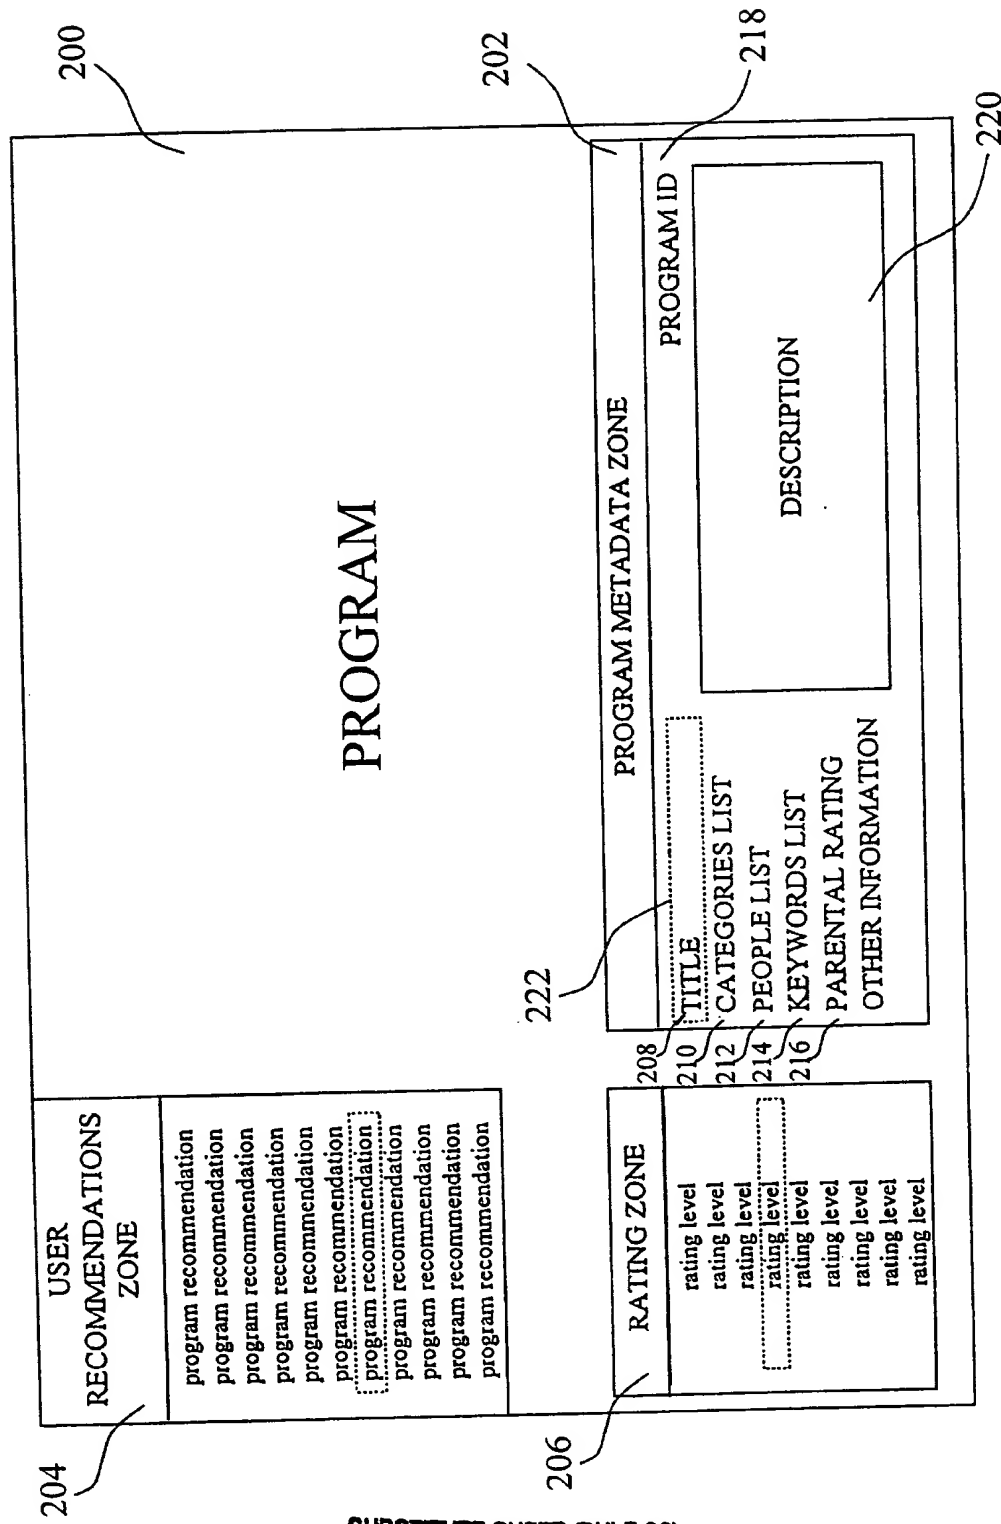 200
PROGRAM
204
USER
RECOMMENDATIONS
ZONE
program recommendation
program recommendation
program recommendation
program recommendation
program recommendation
program recommendation
program recommendation
program recommendation
program recommendation
program recommendation
program recommendation
206
RATING ZONE
rating level
rating level
rating level
rating level
rating level
rating level
rating level
rating level
rating level
202
PROGRAM METADATA ZONE
222
208 TITLE
210 CATEGORIES LIST
212 PEOPLE LIST
214 KEYWORDS LIST
216 PARENTAL RATING
OTHER INFORMATION
PROGRAM ID
218
DESCRIPTION
220